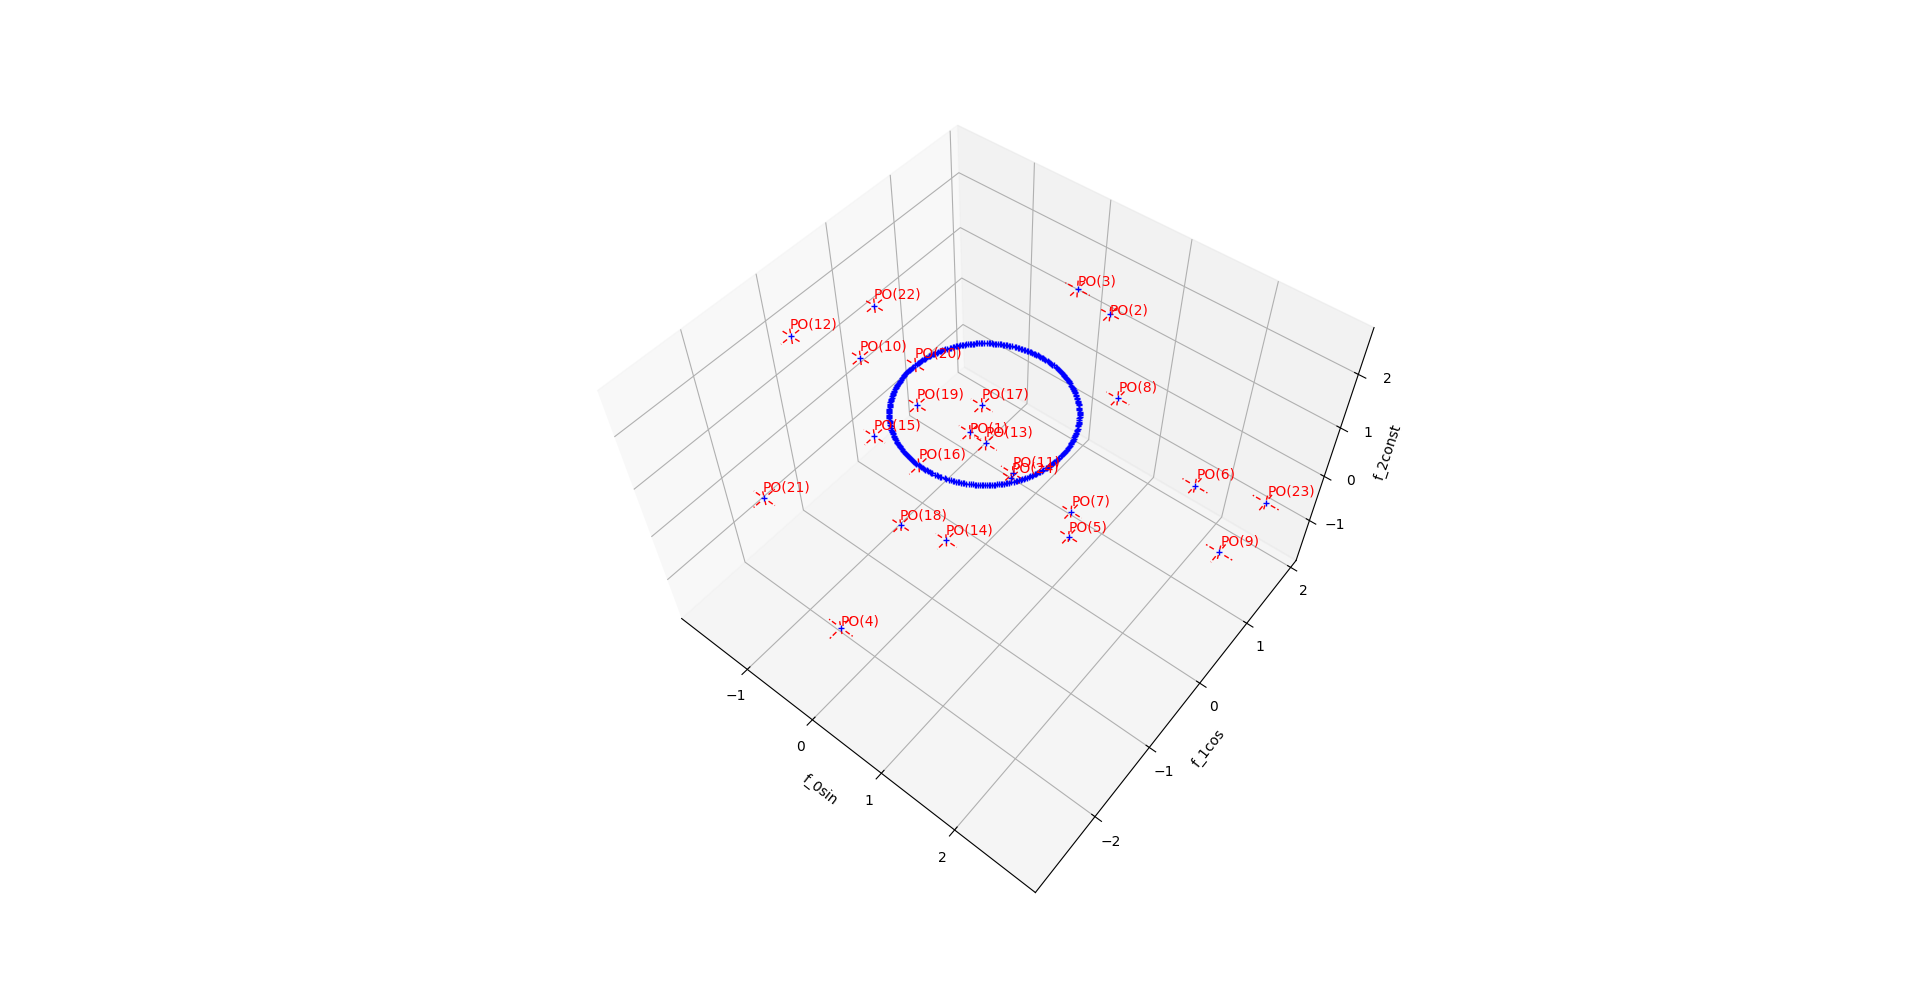 PO(3)
PO(22)
PO(2)
PO(12)
PO(10)
PO(20)
PO(8)
PO(19)
PO(17)
PO(15)
PO(1)
PO(13)
PO(16)
PO(11)
PO(6)
PO(21)
PO(23)
PO(7)
PO(18)
PO(5)
PO(14)
PO(9)
PO(4)
2
1
0
−1
f_2const
2
1
0
−1
−2
f_1cos
−1
0
1
2
f_0sin